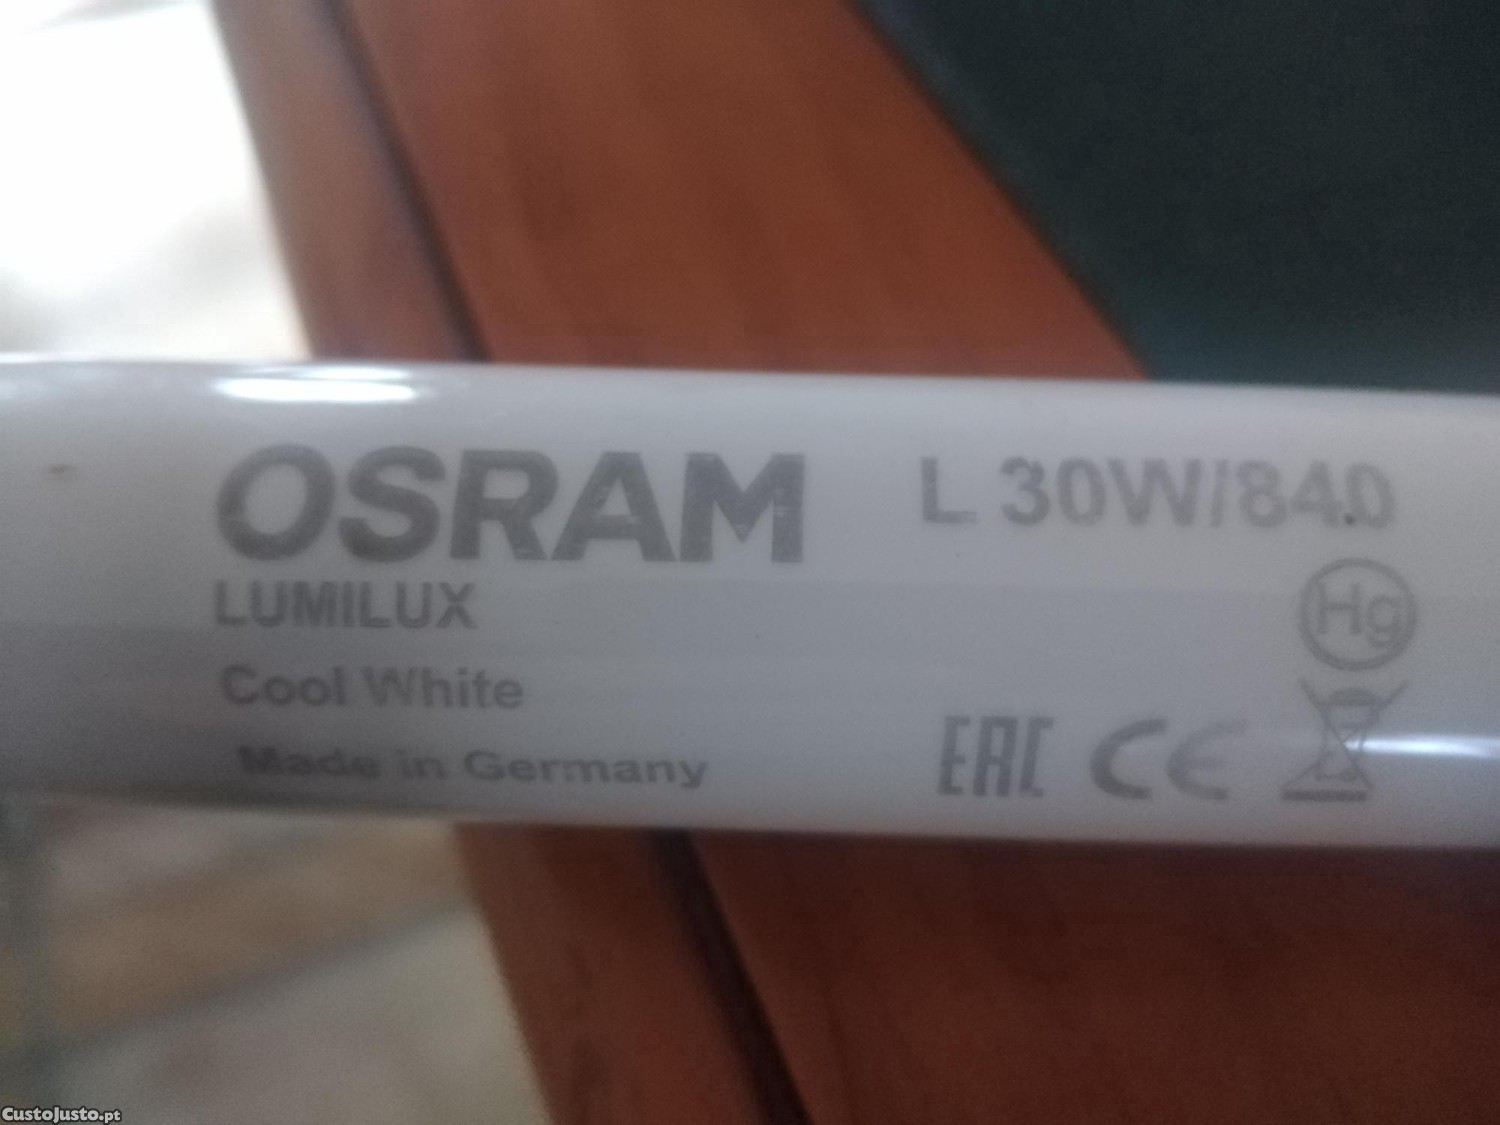 OSRAM L 30W/840
LUMILUX
Hg
Cool White
Made in Germany
EAC CE
CustoJusto.pt